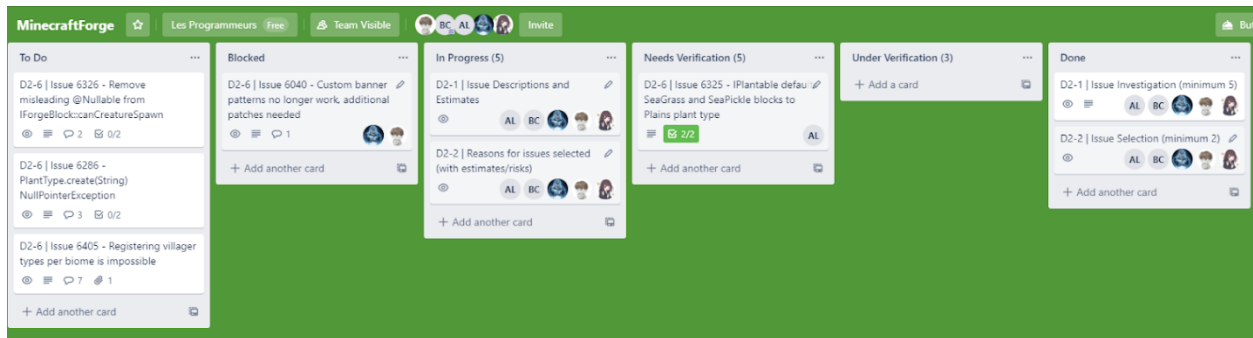 MinecraftForge
Les Programmeurs Free
Team Visible
BC AL
Invite
But
To Do
D2-6 | Issue 6326 - Remove
misleading @Nullable from
IForgeBlock::canCreatureSpawn
2 0/2
D2-6 | Issue 6286 -
PlantType.create(String)
NullPointerException
3 0/2
D2-6 | Issue 6405 - Registering villager
types per biome is impossible
7 1
+ Add another card
Blocked
D2-6 | Issue 6040 - Custom banner
patterns no longer work, additional
patches needed
1
+ Add another card
In Progress (5)
D2-1 | Issue Descriptions and
Estimates
AL BC
D2-2 | Reasons for issues selected
(with estimates/risks)
AL BC
+ Add another card
Needs Verification (5)
D2-6 | Issue 6325 - IPlantable defau
SeaGrass and SeaPickle blocks to
Plains plant type
2/2
AL
+ Add another card
Under Verification (3)
+ Add a card
Done
D2-1 | Issue Investigation (minimum 5)
AL BC
D2-2 | Issue Selection (minimum 2)
AL BC
+ Add another card